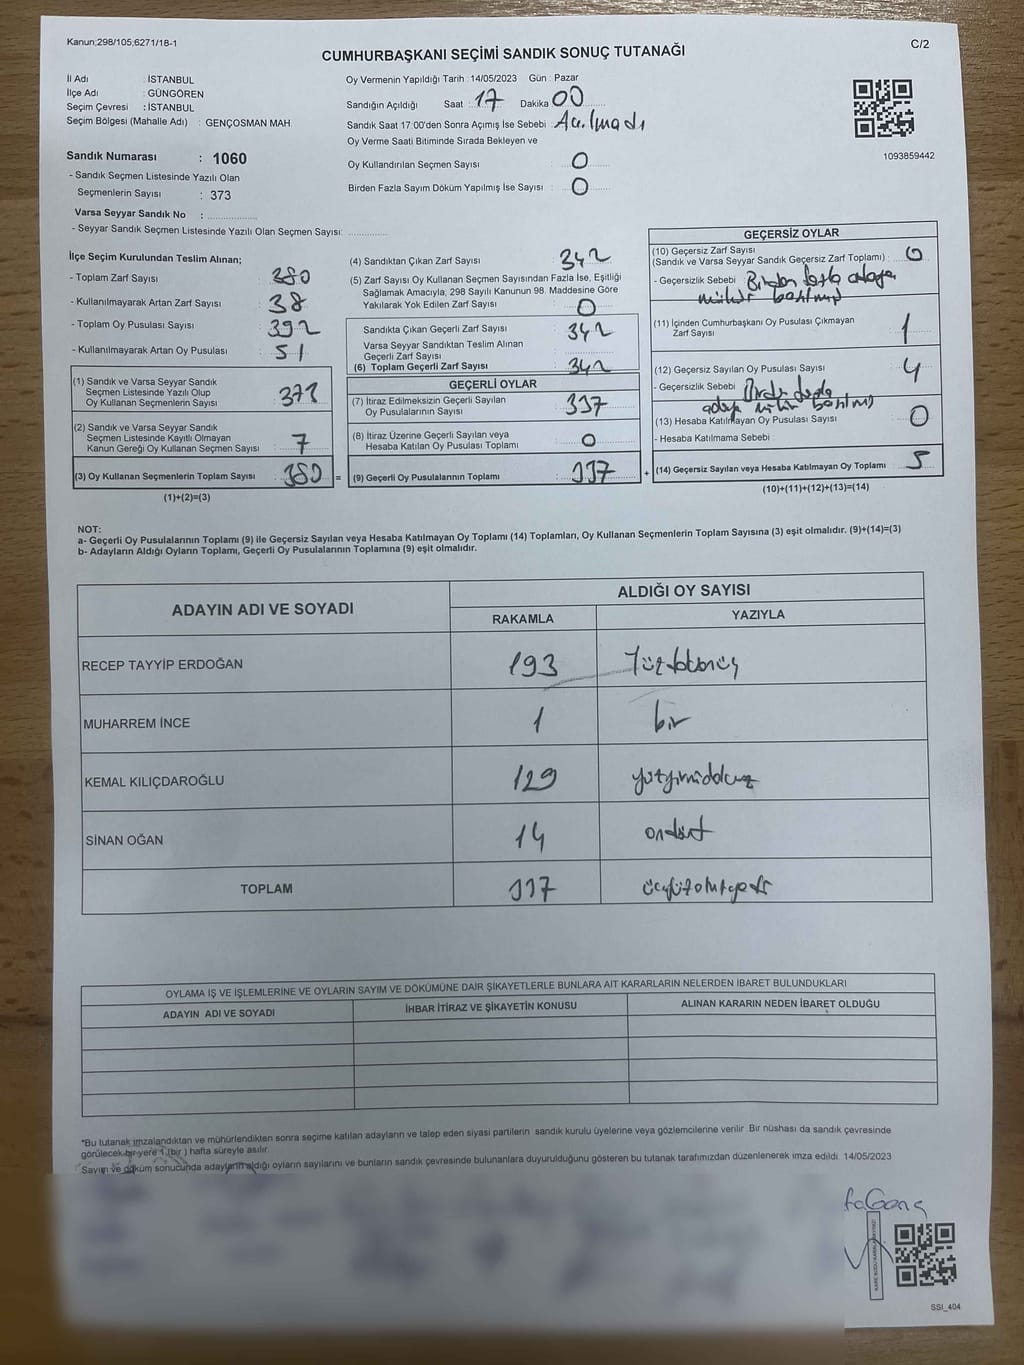 Kanun;298/105;6271/18-1
C/2
CUMHURBAŞKANI SEÇİMİ SANDIK SONUÇ TUTANAĞI
İl Adı : İSTANBUL
İlçe Adı : GÜNGÖREN
Seçim Çevresi : İSTANBUL
Seçim Bölgesi (Mahalle Adı) : GENÇOSMAN MAH.
Sandık Numarası : 1060
- Sandık Seçmen Listesinde Yazılı Olan
Seçmenlerin Sayısı : 373
Varsa Seyyar Sandık No :
- Seyyar Sandık Seçmen Listesinde Yazılı Olan Seçmen Sayısı:
Oy Vermenin Yapıldığı Tarih : 14/05/2023 Gün : Pazar
Sandığın Açıldığı Saat : 17 Dakika 00
Sandık Saat 17:00'den Sonra Açımış İse Sebebi : Açılmadı
Oy Verme Saati Bitiminde Sırada Bekleyen ve
Oy Kullandırılan Seçmen Sayısı : 0
Birden Fazla Sayım Döküm Yapılmış İse Sayısı : 0
1093859442
İlçe Seçim Kurulundan Teslim Alınan;
- Toplam Zarf Sayısı : 380
- Kullanılmayarak Artan Zarf Sayısı : 38
- Toplam Oy Pusulası Sayısı : 392
- Kullanılmayarak Artan Oy Pusulası : 51
(1) Sandık ve Varsa Seyyar Sandık
Seçmen Listesinde Yazılı Olup
Oy Kullanan Seçmenlerin Sayısı : 373
(2) Sandık ve Varsa Seyyar Sandık
Seçmen Listesinde Kayıtlı Olmayan
Kanun Gereği Oy Kullanan Seçmen Sayısı : 7
(3) Oy Kullanan Seçmenlerin Toplam Sayısı : 380 =
(1)+(2)=(3)
(4) Sandıktan Çıkan Zarf Sayısı : 342
(5) Zarf Sayısı Oy Kullanan Seçmen Sayısından Fazla İse, Eşitliği
Sağlamak Amacıyla, 298 Sayılı Kanunun 98. Maddesine Göre
Yakılarak Yok Edilen Zarf Sayısı : 0
Sandıkta Çıkan Geçerli Zarf Sayısı : 342
Varsa Seyyar Sandıktan Teslim Alınan
Geçerli Zarf Sayısı :
(6) Toplam Geçerli Zarf Sayısı : 342
GEÇERLİ OYLAR
(7) İtiraz Edilmeksizin Geçerli Sayılan
Oy Pusulalarının Sayısı : 337
(8) İtiraz Üzerine Geçerli Sayılan veya
Hesaba Katılan Oy Pusulası Toplamı : 0
(9) Geçerli Oy Pusulalarının Toplamı : 337 +
GEÇERSİZ OYLAR
(10) Geçersiz Zarf Sayısı
(Sandık ve Varsa Seyyar Sandık Geçersiz Zarf Toplamı) : 0
- Geçersizlik Sebebi : Birden fazla adaya
mühür basılmış
(11) İçinden Cumhurbaşkanı Oy Pusulası Çıkmayan
Zarf Sayısı : 1
(12) Geçersiz Sayılan Oy Pusulası Sayısı : 4
- Geçersizlik Sebebi : Birden fazla
adaya mühür basılmış
(13) Hesaba Katılmayan Oy Pusulası Sayısı : 0
- Hesaba Katılmama Sebebi :
(14) Geçersiz Sayılan veya Hesaba Katılmayan Oy Toplamı : 5
(10)+(11)+(12)+(13)=(14)
NOT:
a- Geçerli Oy Pusulalarının Toplamı (9) ile Geçersiz Sayılan veya Hesaba Katılmayan Oy Toplamı (14) Toplamları, Oy Kullanan Seçmenlerin Toplam Sayısına (3) eşit olmalıdır. (9)+(14)=(3)
b- Adayların Aldığı Oyların Toplamı, Geçerli Oy Pusulalarının Toplamına (9) eşit olmalıdır.
ADAYIN ADI VE SOYADI
ALDIĞI OY SAYISI
RAKAMLA YAZIYLA
RECEP TAYYİP ERDOĞAN 193
MUHARREM İNCE 1 bir
KEMAL KILIÇDAROĞLU 129 yüzyirmidokuz
SİNAN OĞAN 14 ondört
TOPLAM 337 üçyüzotuzyedi
OYLAMA İŞ VE İŞLEMLERİNE VE OYLARIN SAYIM VE DÖKÜMÜNE DAİR ŞİKAYETLERLE BUNLARA AİT KARARLARIN NELERDEN İBARET BULUNDUKLARI
ADAYIN ADI VE SOYADI İHBAR İTİRAZ VE ŞİKAYETİN KONUSU ALINAN KARARIN NEDEN İBARET OLDUĞU
*Bu tutanak imzalandıktan ve mühürlendikten sonra seçime katılan adayların ve talep eden siyasi partilerin sandık kurulu üyelerine veya gözlemcilerine verilir. Bir nüshası da sandık çevresinde
görülecek bir yere 1 (bir) hafta süreyle asılır.
Sayım ve döküm sonucunda adayların aldığı oyların sayılarını ve bunların sandık çevresinde bulunanlara duyurulduğunu gösteren bu tutanak tarafımızdan düzenlenerek imza edildi. 14/05/2023
SSI_404